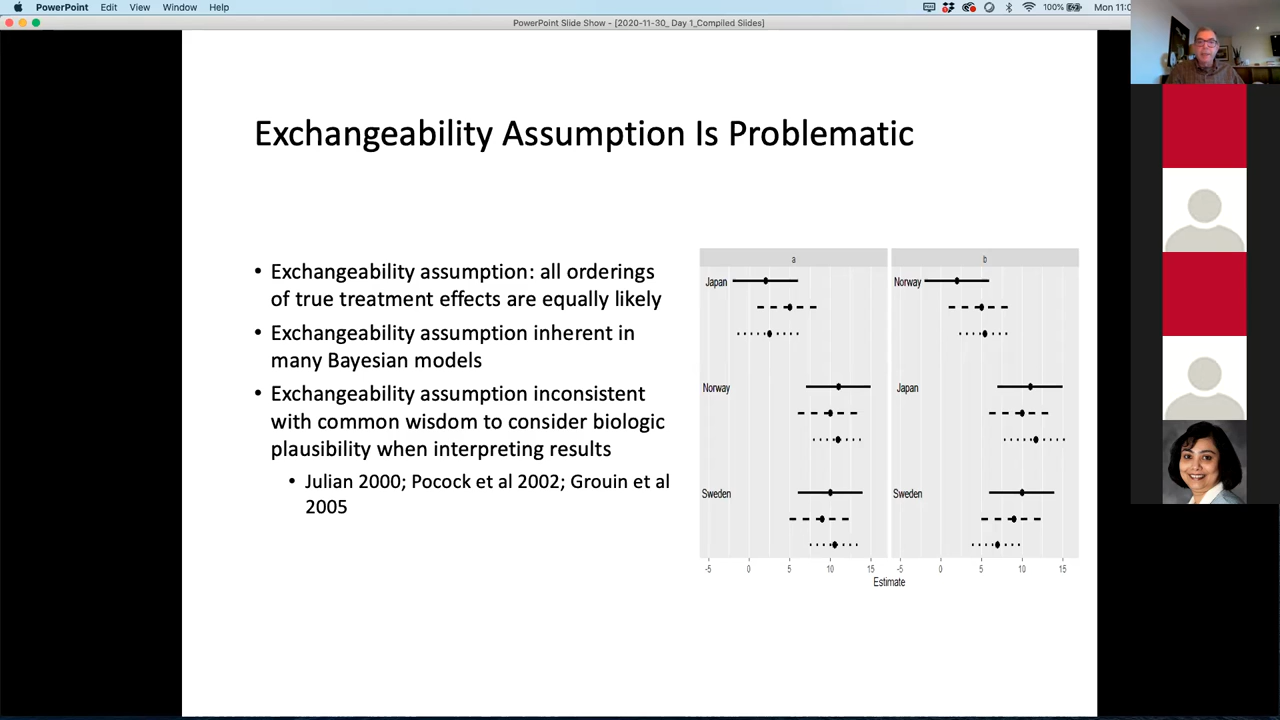 PowerPoint Edit View Window Help
100%
PowerPoint Slide Show - [2020-11-30_ Day 1_Compiled Slides]
Exchangeability Assumption Is Problematic
• Exchangeability assumption: all orderings
of true treatment effects are equally likely
• Exchangeability assumption inherent in
many Bayesian models
• Exchangeability assumption inconsistent
with common wisdom to consider biologic
plausibility when interpreting results
• Julian 2000; Pocock et al 2002; Grouin et al
2005
a
b
Japan
Norway
Norway
Japan
Sweden
Sweden
-5 0 5 10 15
-5 0 5 10 15
Estimate